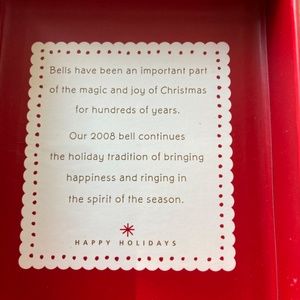 Bells have been an important part
of the magic and joy of Christmas
for hundreds of years.
Our 2008 bell continues
the holiday tradition of bringing
happiness and ringing in
the spirit of the season.
HAPPY HOLIDAYS